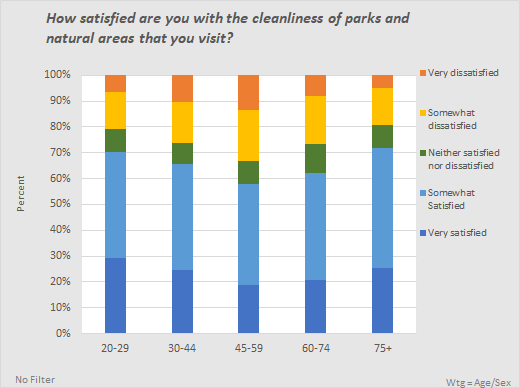 How satisfied are you with the cleanliness of parks and
natural areas that you visit?
100%
90%
80%
70%
60%
50%
40%
30%
20%
10%
0%
Percent
20-29
30-44
45-59
60-74
75+
Very dissatisfied
Somewhat
dissatisfied
Neither satisfied
nor dissatisfied
Somewhat
Satisfied
Very satisfied
No Filter
Wtg = Age/Sex